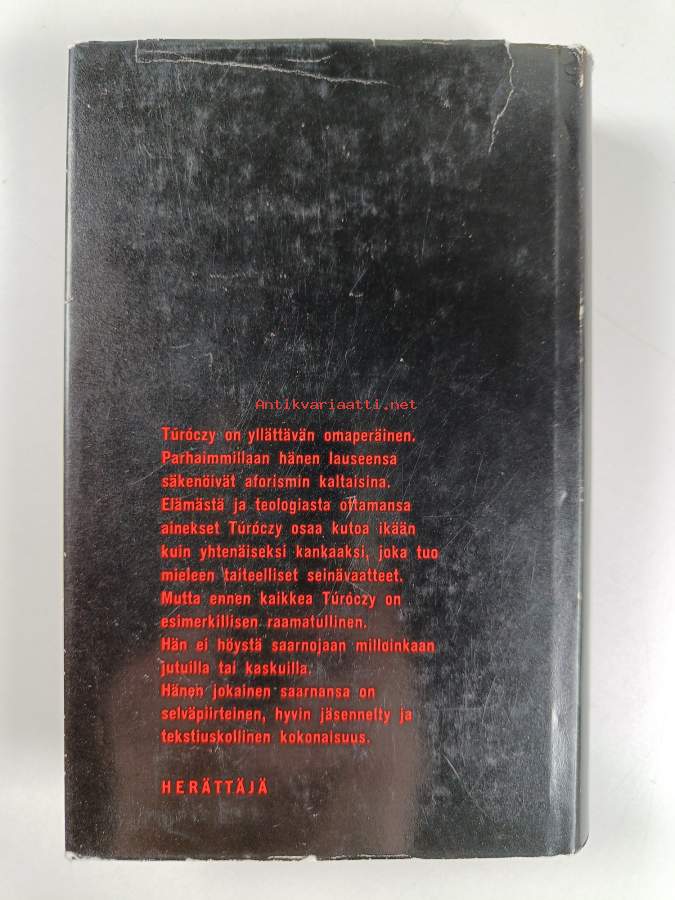 Antikvariaatti.net
Túróczy on yllättävän omaperäinen.
Parhaimmillaan hänen lauseensa
säkenöivät aforismin kaltaisina.
Elämästä ja teologiasta ottamansa
ainekset Túróczy osaa kutoa ikään
kuin yhtenäiseksi kankaaksi, joka tuo
mieleen taiteelliset seinävaatteet.
Mutta ennen kaikkea Túróczy on
esimerkillisen raamatullinen.
Hän ei höystä saarnojaan milloinkaan
jutuilla tai kaskuilla.
Hänen jokainen saarnansa on
selväpiirteinen, hyvin jäsennelty ja
tekstiuskollinen kokonaisuus.
HERÄTTÄJÄ